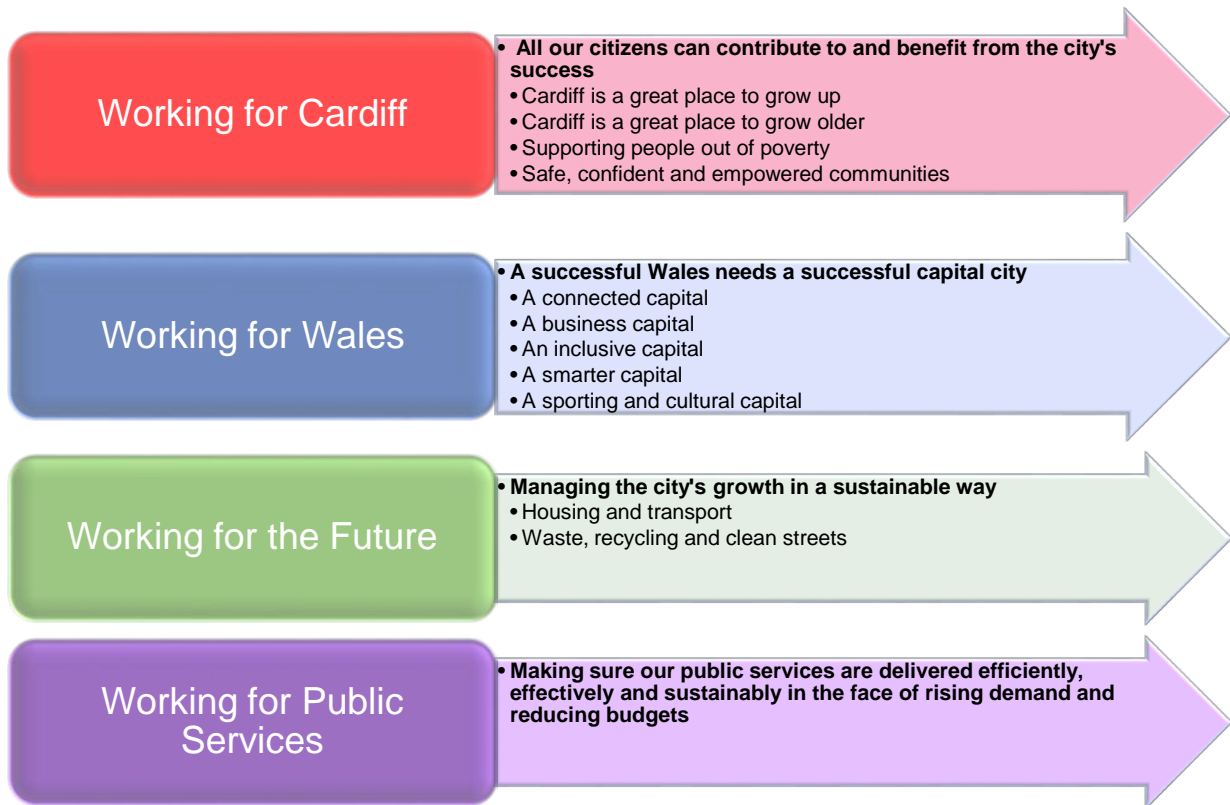 Working for Cardiff
• All our citizens can contribute to and benefit from the city's
success
• Cardiff is a great place to grow up
• Cardiff is a great place to grow older
• Supporting people out of poverty
• Safe, confident and empowered communities
Working for Wales
• A successful Wales needs a successful capital city
• A connected capital
• A business capital
• An inclusive capital
• A smarter capital
• A sporting and cultural capital
Working for the Future
• Managing the city's growth in a sustainable way
• Housing and transport
• Waste, recycling and clean streets
Working for Public
Services
• Making sure our public services are delivered efficiently,
effectively and sustainably in the face of rising demand and
reducing budgets